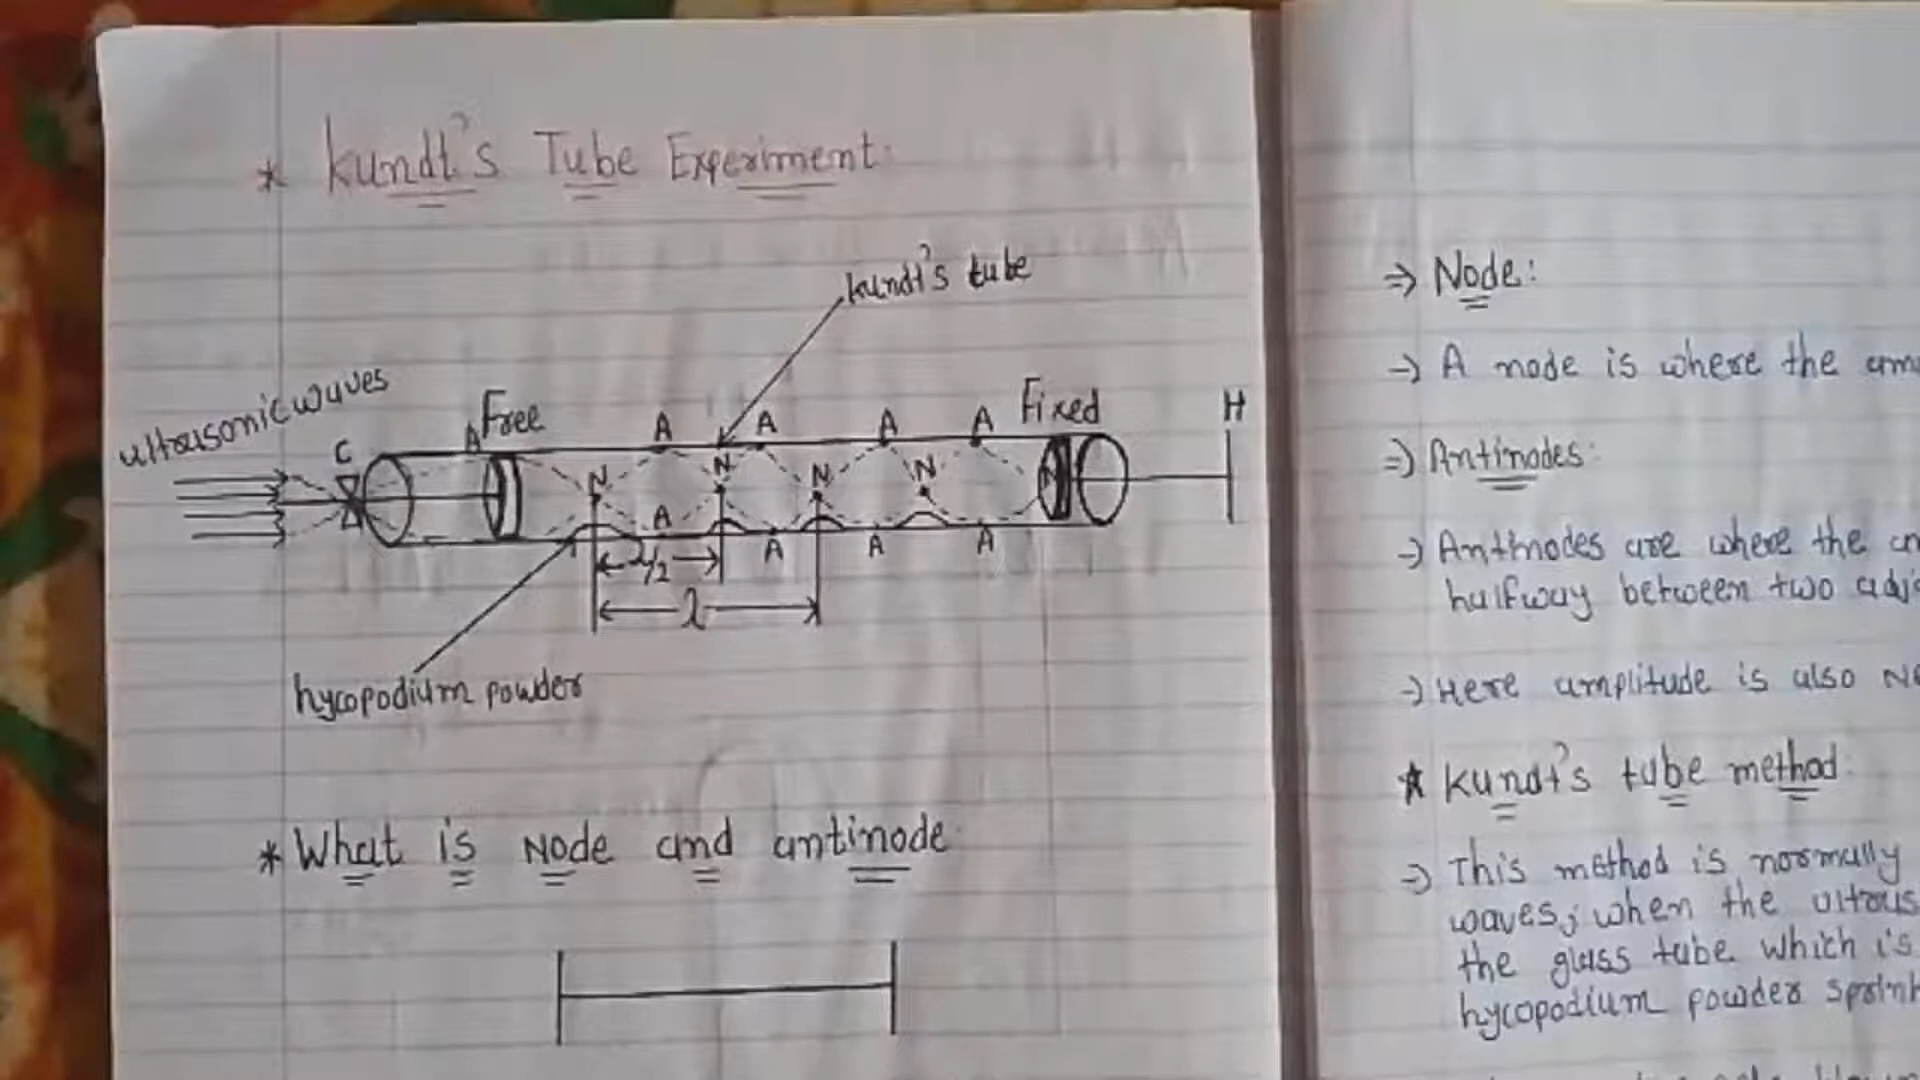 * Kundt's Tube Experiment:
kundt's tube
ultrasonic waves
C
A
Free
A
A
A
A
Fixed
H
N
N
N
N
N
A
A
A
A
λ/2
λ
hycopodium powder
* What is Node and antinode
⇒ Node:
→ A node is where the
⇒ Antinodes:
→ Antinodes are where the
halfway between two
→ Here amplitude is also
* Kundt's tube method:
⇒ This method is normally
waves, when the
the glass tube which is
hycopodium powder